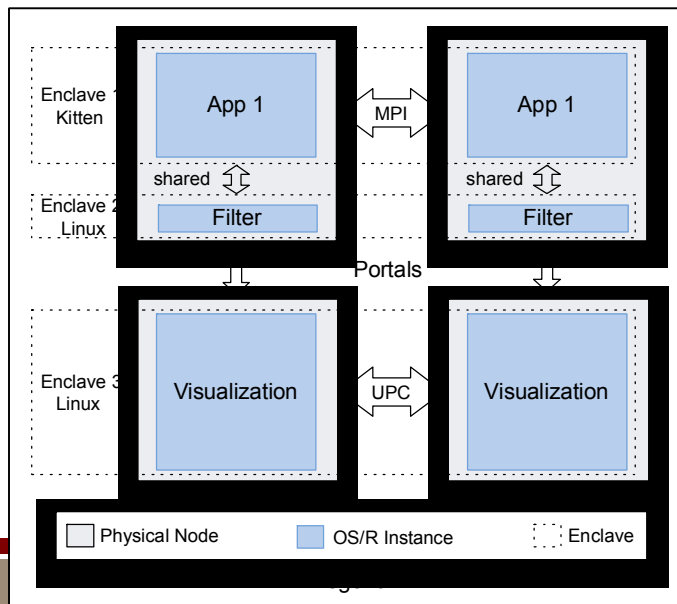 Enclave 1
Kitten
App 1
MPI
App 1
shared
shared
Enclave 2
Linux
Filter
Filter
Portals
Enclave 3
Linux
Visualization
UPC
Visualization
Physical Node
OS/R Instance
Enclave